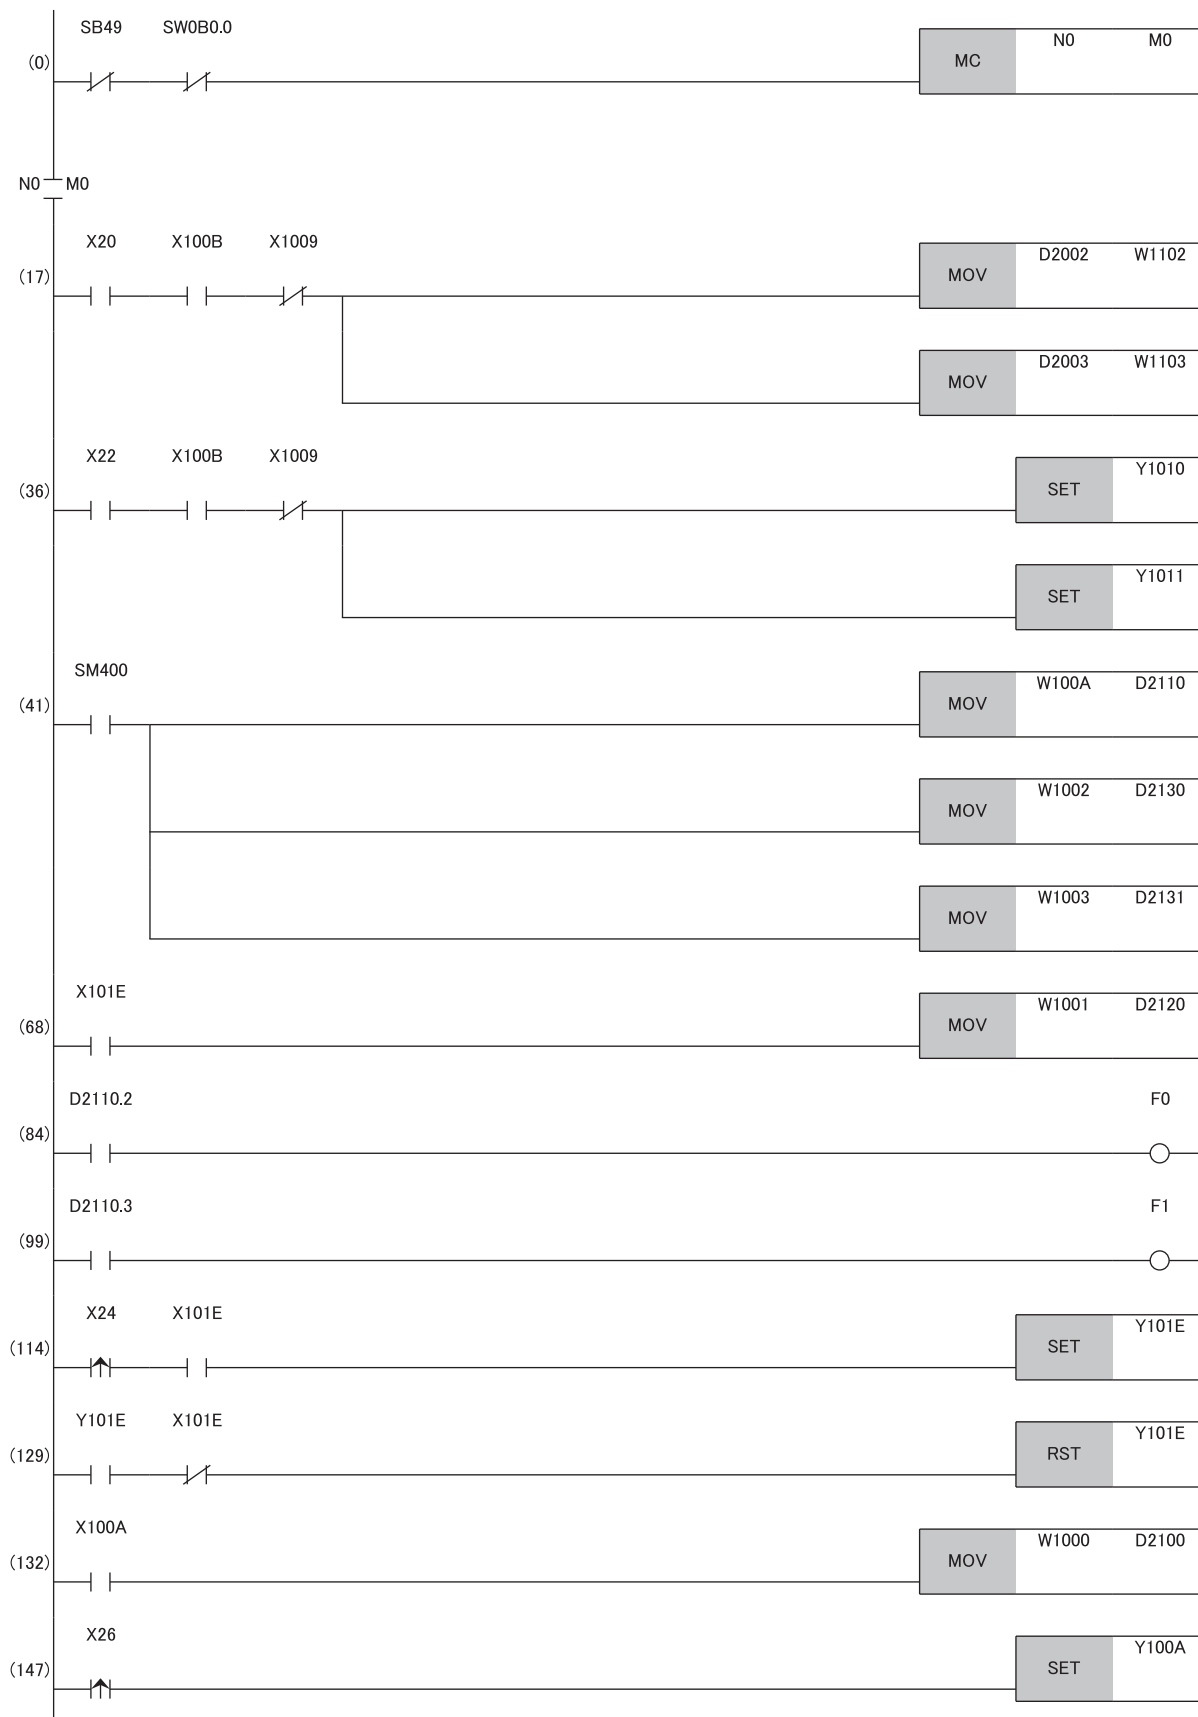 SB49 SW0B0.0
(0) MC N0 M0
N0 M0
X20 X100B X1009
(17) MOV D2002 W1102
MOV D2003 W1103
X22 X100B X1009
(36) SET Y1010
SET Y1011
SM400
(41) MOV W100A D2110
MOV W1002 D2130
MOV W1003 D2131
X101E
(68) MOV W1001 D2120
D2110.2 F0
(84)
D2110.3 F1
(99)
X24 X101E
(114) SET Y101E
Y101E X101E
(129) RST Y101E
X100A
(132) MOV W1000 D2100
X26
(147) SET Y100A